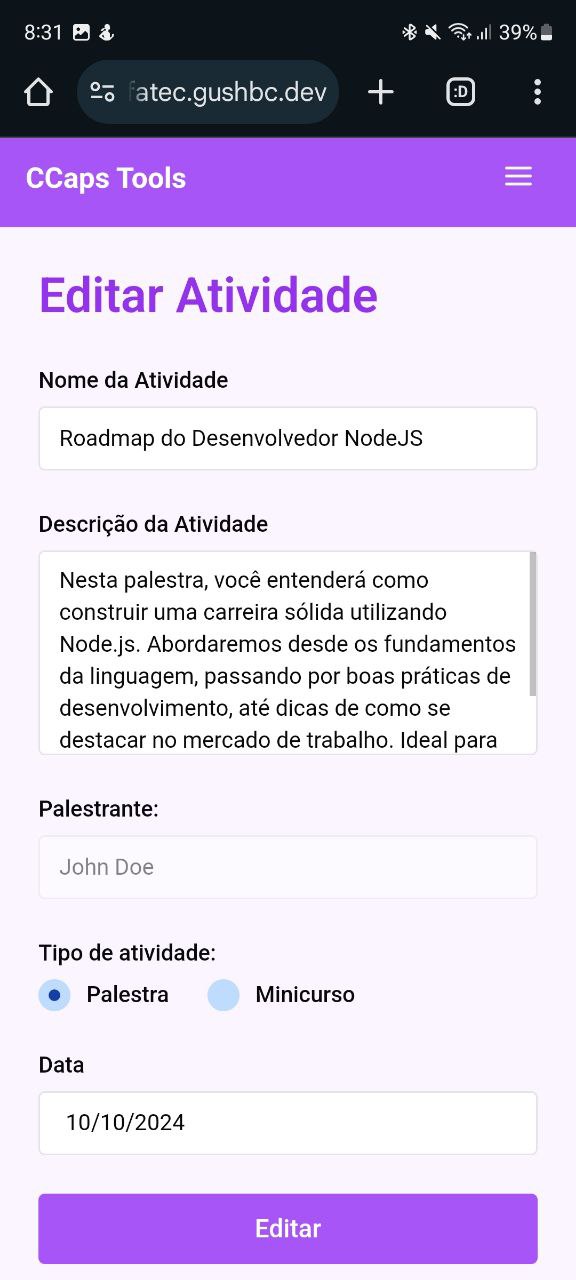 8:31
39%
fatec.gushbc.dev
:D
CCaps Tools
Editar Atividade
Nome da Atividade
Roadmap do Desenvolvedor NodeJS
Descrição da Atividade
Nesta palestra, você entenderá como
construir uma carreira sólida utilizando
Node.js. Abordaremos desde os fundamentos
da linguagem, passando por boas práticas de
desenvolvimento, até dicas de como se
destacar no mercado de trabalho. Ideal para
Palestrante:
John Doe
Tipo de atividade:
Palestra
Minicurso
Data
10/10/2024
Editar